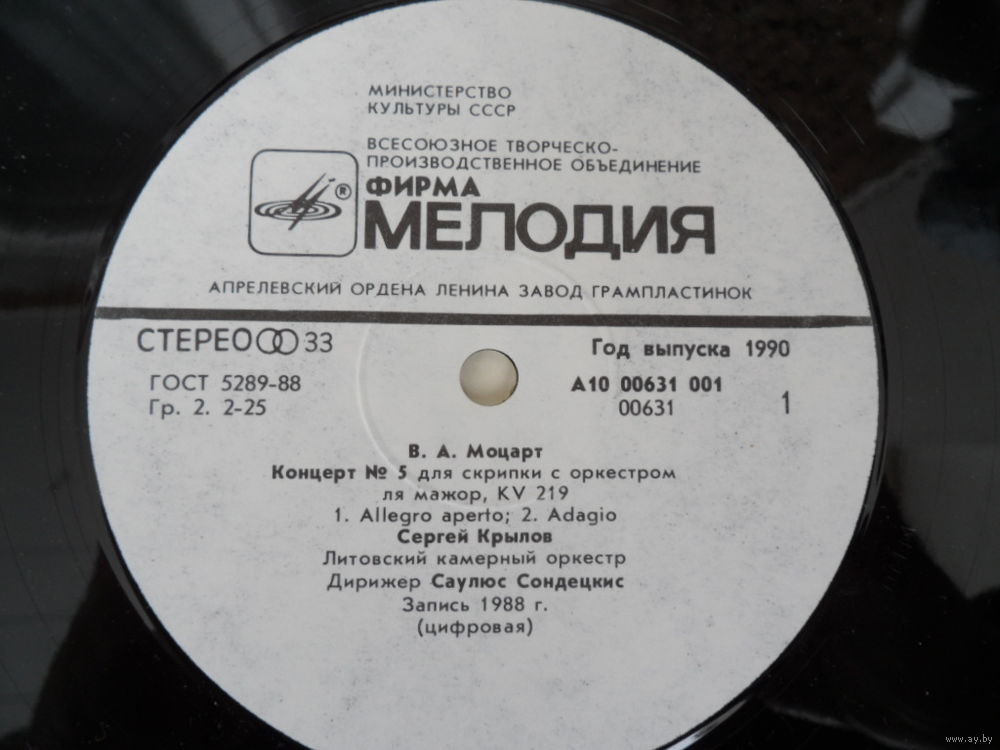 МИНИСТЕРСТВО
КУЛЬТУРЫ СССР
ВСЕСОЮЗНОЕ ТВОРЧЕСКО-
ПРОИЗВОДСТВЕННОЕ ОБЪЕДИНЕНИЕ
®
ФИРМА
МЕЛОДИЯ
АПРЕЛЕВСКИЙ ОРДЕНА ЛЕНИНА ЗАВОД ГРАМПЛАСТИНОК
СТЕРЕО 33
Год выпуска 1990
ГОСТ 5289-88
А10 00631 001
Гр. 2. 2-25
00631
1
В. А. Моцарт
Концерт № 5 для скрипки с оркестром
ля мажор, KV 219
1. Allegro aperto; 2. Adagio
Сергей Крылов
Литовский камерный оркестр
Дирижер Саулюс Сондецкис
Запись 1988 г.
(цифровая)
www.ay.by